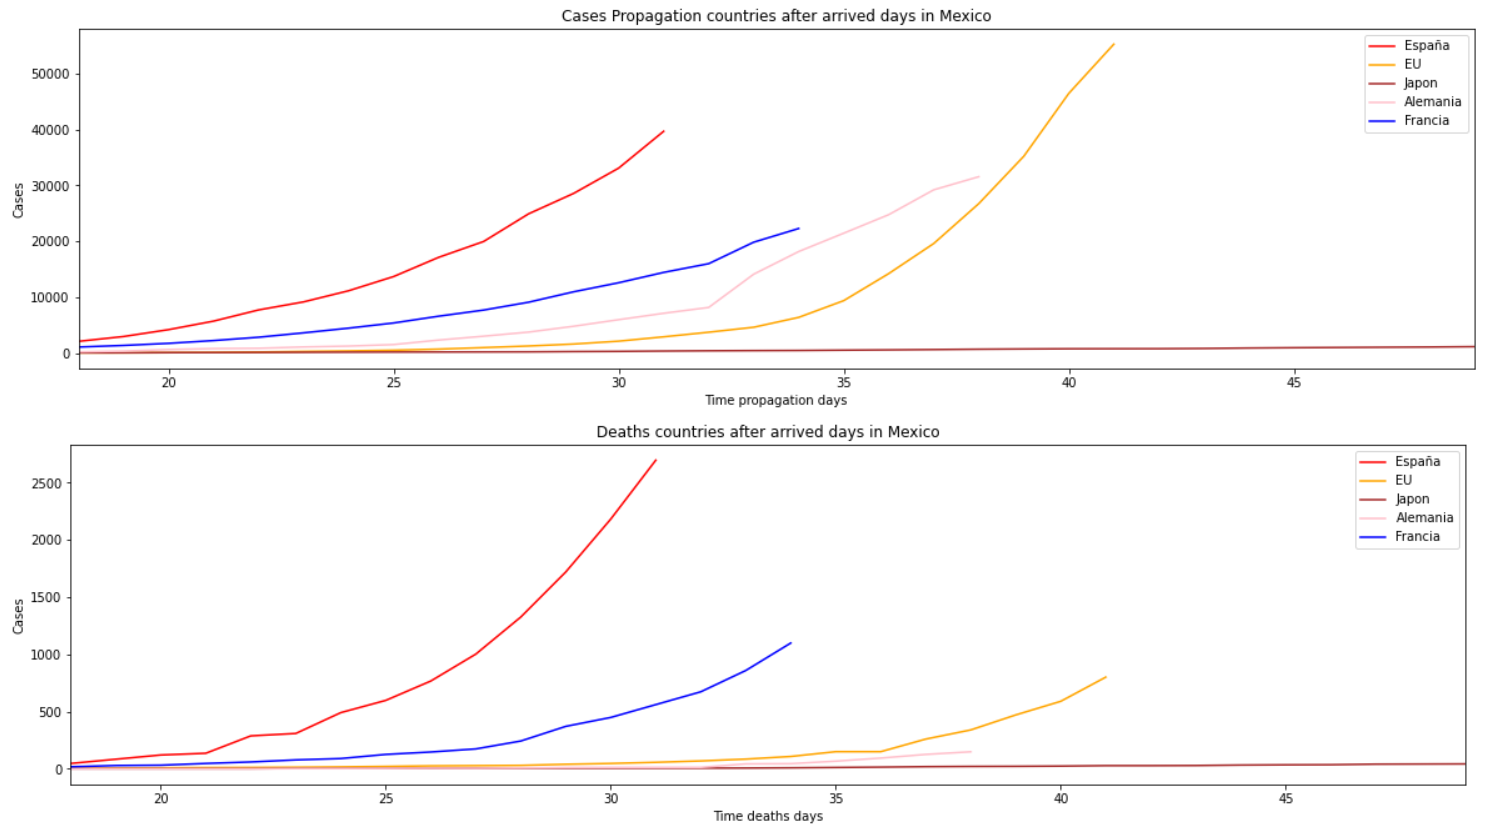 Cases Propagation countries after arrived days in Mexico
España
EU
Japon
Alemania
Francia
50000
40000
30000
20000
10000
0
Cases
20 25 30 35 40 45
Time propagation days
Deaths countries after arrived days in Mexico
España
EU
Japon
Alemania
Francia
2500
2000
1500
1000
500
0
Cases
20 25 30 35 40 45
Time deaths days